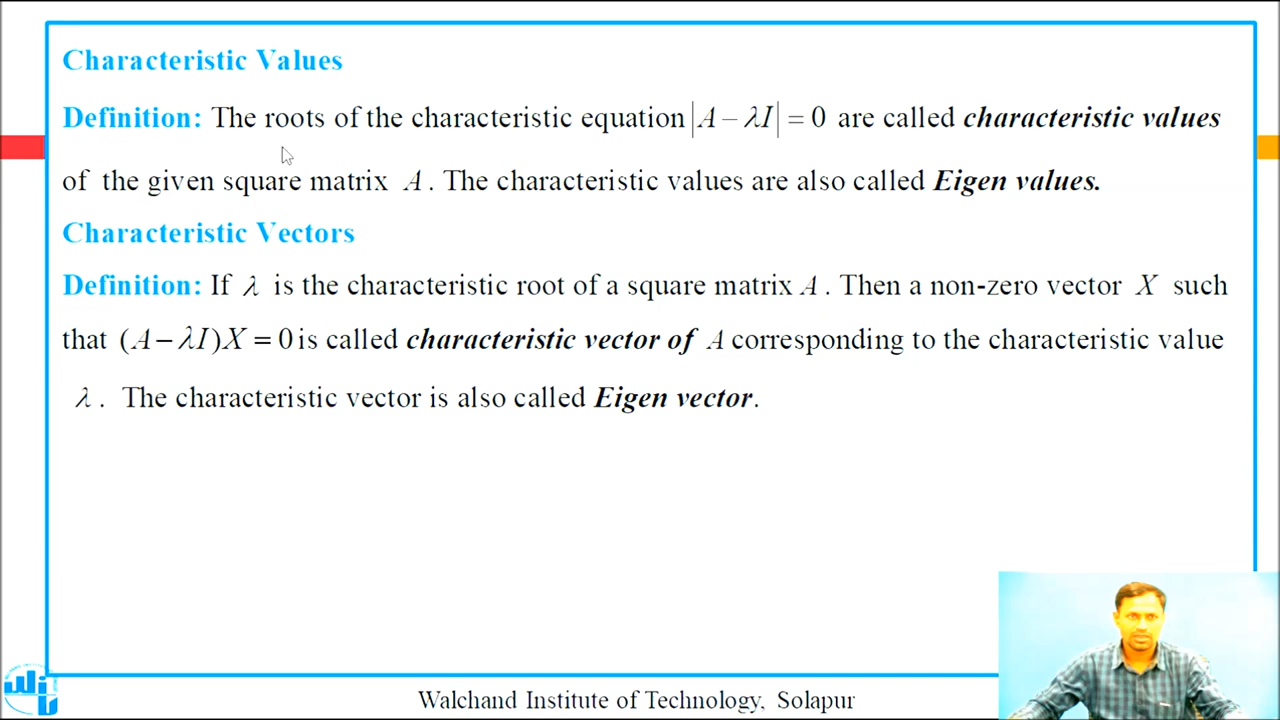 Characteristic Values
Definition: The roots of the characteristic equation |A − λI| = 0 are called characteristic values
of the given square matrix A. The characteristic values are also called Eigen values.
Characteristic Vectors
Definition: If λ is the characteristic root of a square matrix A. Then a non-zero vector X such
that (A − λI)X = 0 is called characteristic vector of A corresponding to the characteristic value
λ. The characteristic vector is also called Eigen vector.
Walchand Institute of Technology, Solapur